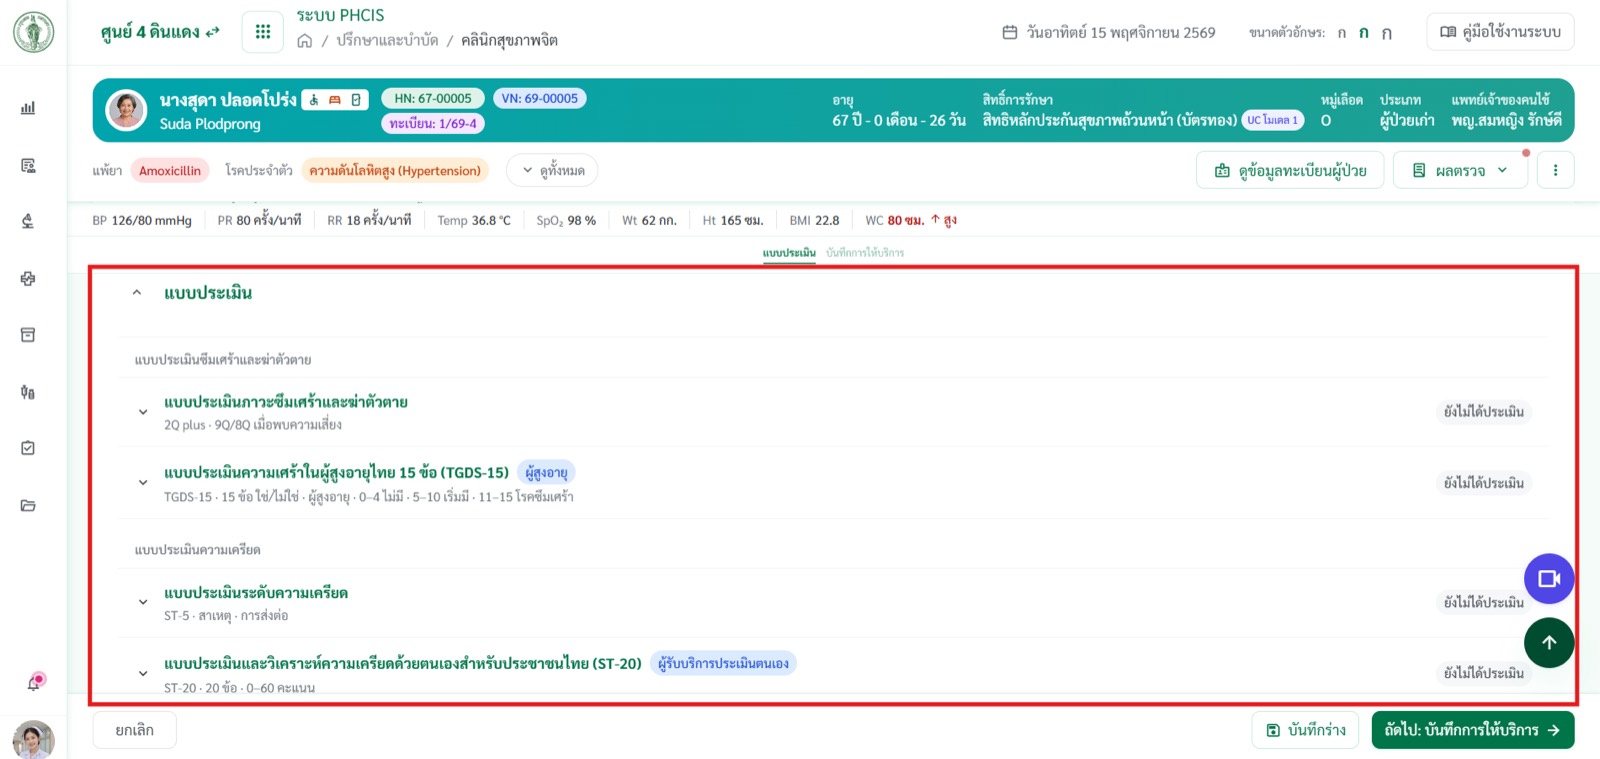 ศูนย์ 4 ดินแดง
ระบบ PHCIS
/ ปรึกษาและบำบัด / คลินิกสุขภาพจิต
วันอาทิตย์ 15 พฤศจิกายน 2569
ขนาดตัวอักษร: ก ก ก
คู่มือใช้งานระบบ
นางสุดา ปลอดโปร่ง
Suda Plodprong
HN: 67-00005
VN: 69-00005
ทะเบียน: 1/69-4
อายุ
67 ปี - 0 เดือน - 26 วัน
สิทธิ์การรักษา
สิทธิหลักประกันสุขภาพถ้วนหน้า (บัตรทอง) UC โมเดล 1
หมู่เลือด
O
ประเภท
ผู้ป่วยเก่า
แพทย์เจ้าของคนไข้
พญ.สมหญิง รักษ์ดี
แพ้ยา Amoxicillin โรคประจำตัว ความดันโลหิตสูง (Hypertension) ดูทั้งหมด
ดูข้อมูลทะเบียนผู้ป่วย
ผลตรวจ
BP 126/80 mmHg PR 80 ครั้ง/นาที RR 18 ครั้ง/นาที Temp 36.8 °C SpO₂ 98 % Wt 62 กก. Ht 165 ซม. BMI 22.8 WC 80 ซม. ↑ สูง
แบบประเมิน บันทึกการให้บริการ
แบบประเมิน
แบบประเมินซึมเศร้าและฆ่าตัวตาย
แบบประเมินภาวะซึมเศร้าและฆ่าตัวตาย
2Q plus · 9Q/8Q เมื่อพบความเสี่ยง
ยังไม่ได้ประเมิน
แบบประเมินความเศร้าในผู้สูงอายุไทย 15 ข้อ (TGDS-15) ผู้สูงอายุ
TGDS-15 · 15 ข้อ ใช่/ไม่ใช่ · ผู้สูงอายุ · 0–4 ไม่มี · 5–10 เริ่มมี · 11–15 โรคซึมเศร้า
ยังไม่ได้ประเมิน
แบบประเมินความเครียด
แบบประเมินระดับความเครียด
ST-5 · สาเหตุ · การส่งต่อ
ยังไม่ได้ประเมิน
แบบประเมินและวิเคราะห์ความเครียดด้วยตนเองสำหรับประชาชนไทย (ST-20) ผู้รับบริการประเมินตนเอง
ST-20 · 20 ข้อ · 0–60 คะแนน
ยังไม่ได้ประเมิน
ยกเลิก
บันทึกร่าง
ถัดไป: บันทึกการให้บริการ →